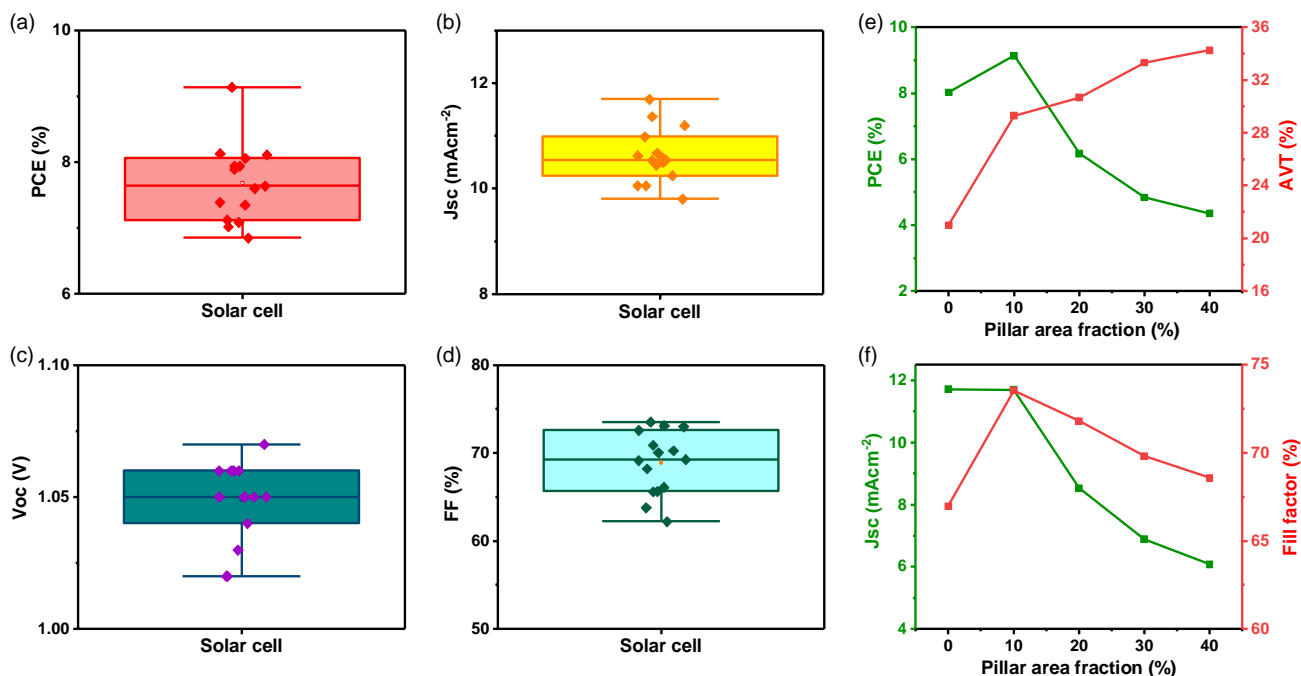 (a)
10
8
6
PCE (%)
Solar cell
(b)
12
10
8
Jsc (mAcm⁻²)
Solar cell
(e)
10
8
6
4
2
PCE (%)
36
32
28
24
20
16
AVT (%)
0 10 20 30 40
Pillar area fraction (%)
(c)
1.10
1.05
1.00
Voc (V)
Solar cell
(d)
80
70
60
50
FF (%)
Solar cell
(f)
12
10
8
6
4
Jsc (mAcm⁻²)
75
70
65
60
Fill factor (%)
0 10 20 30 40
Pillar area fraction (%)